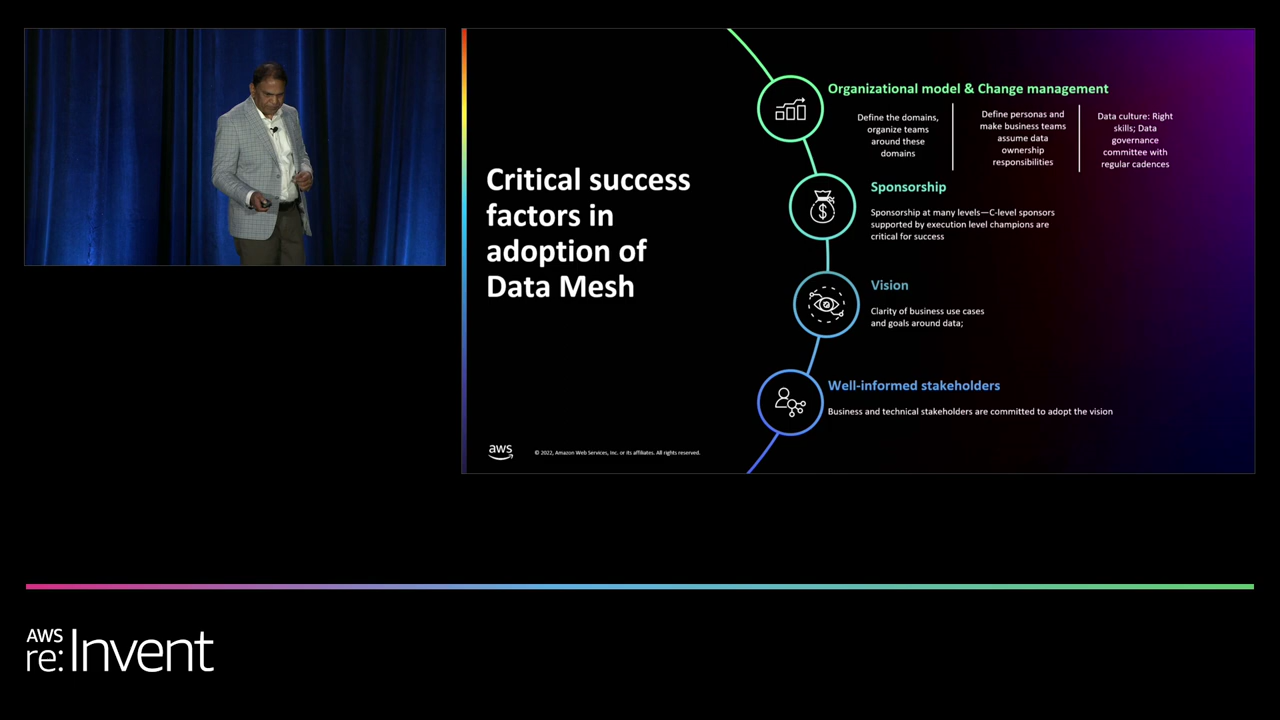 Critical success
factors in
adoption of
Data Mesh
Organizational model & Change management
Define the domains,
organize teams
around these
domains
Define personas and
make business teams
assume data
ownership
responsibilities
Data culture: Right
skills; Data
governance
committee with
regular cadences
Sponsorship
Sponsorship at many levels—C-level sponsors
supported by execution level champions are
critical for success
Vision
Clarity of business use cases
and goals around data;
Well-informed stakeholders
Business and technical stakeholders are committed to adopt the vision
aws
© 2022, Amazon Web Services, Inc. or its affiliates. All rights reserved.
AWS
re:Invent